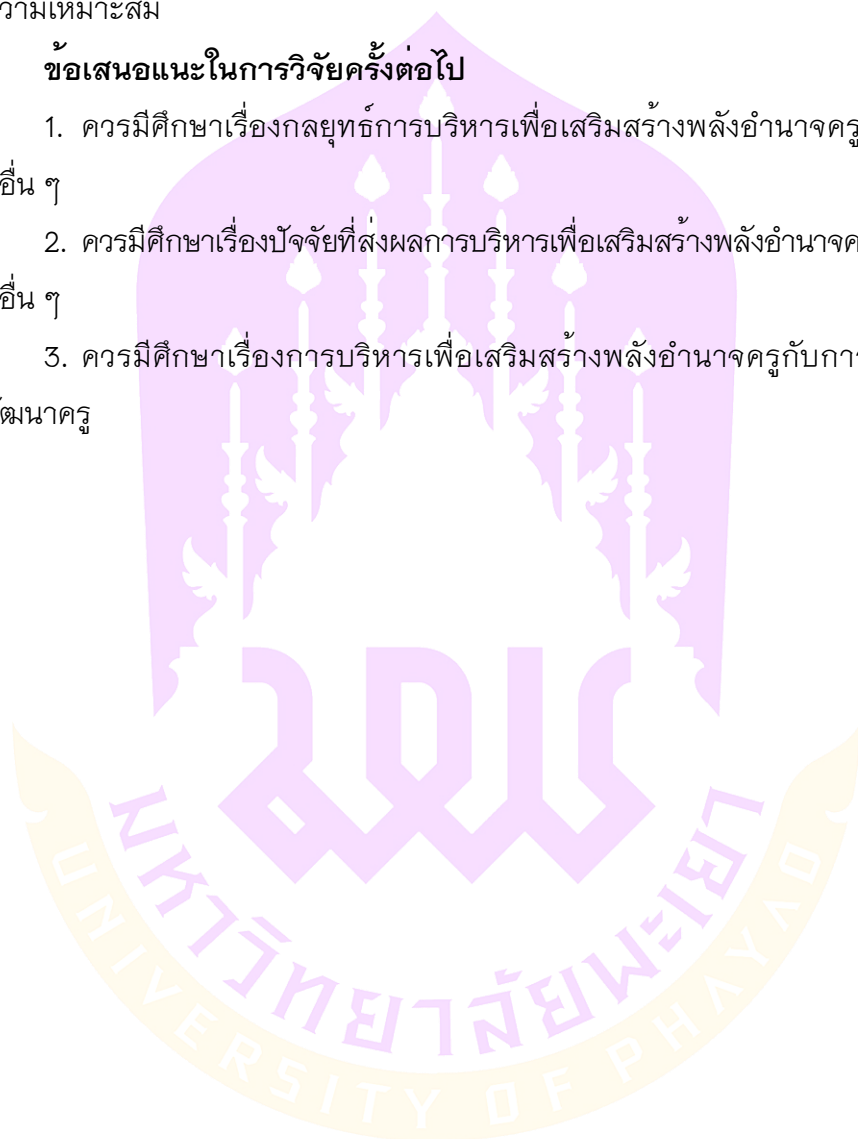 วามเหมาะสม
ข้อเสนอแนะในการวิจัยครั้งต่อไป
1. ควรมีศึกษาเรื่องกลยุทธ์การบริหารเพื่อเสริมสร้างพลังอำนาจครู
อื่น ๆ
2. ควรมีศึกษาเรื่องปัจจัยที่ส่งผลการบริหารเพื่อเสริมสร้างพลังอำนาจค
อื่น ๆ
3. ควรมีศึกษาเรื่องการบริหารเพื่อเสริมสร้างพลังอำนาจครูกับการ
ัฒนาครู
มหาวิทยาลัยพะเยา
UNIVERSITY OF PHAYAO